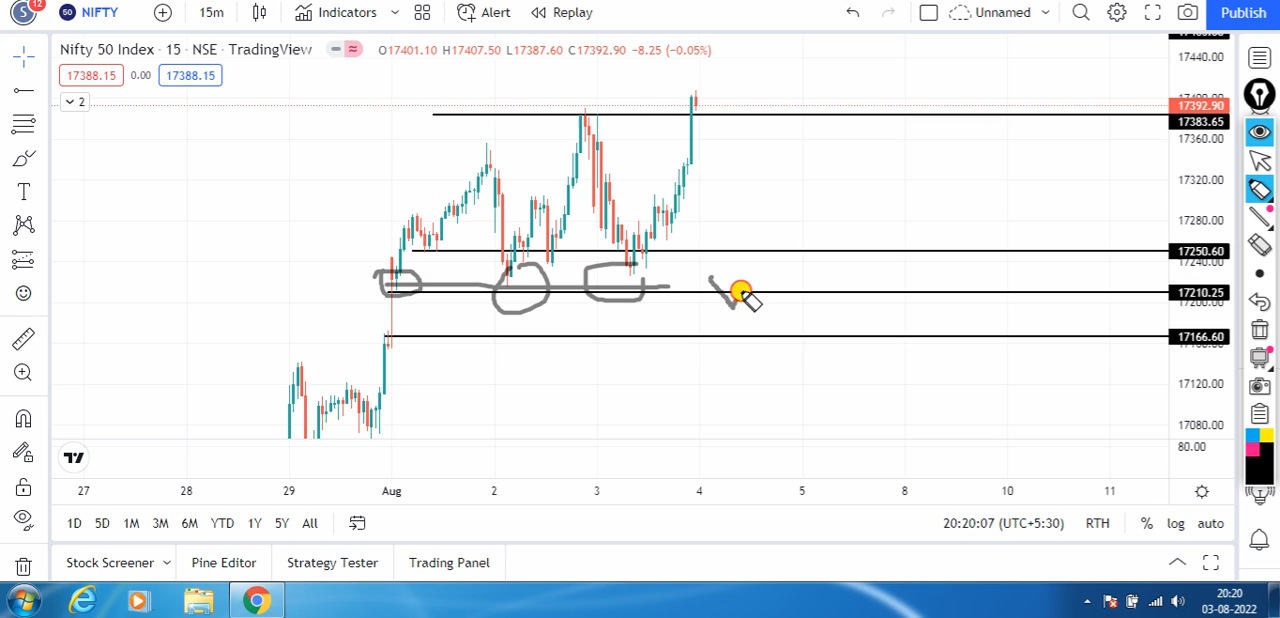 S 12 50 NIFTY 15m Indicators Alert Replay Unnamed Publish
Nifty 50 Index · 15 · NSE · TradingView O17401.10 H17407.50 L17387.60 C17392.90 -8.25 (-0.05%)
17388.15 0.00 17388.15
2
17440.00
17392.90
17383.65
17360.00
17320.00
17280.00
17250.60
17240.00
17210.25
17200.00
17166.60
17120.00
17080.00
80.00
27 28 29 Aug 2 3 4 5 8 10 11
1D 5D 1M 3M 6M YTD 1Y 5Y All 20:20:07 (UTC+5:30) RTH % log auto
Stock Screener Pine Editor Strategy Tester Trading Panel
20:20
03-08-2022